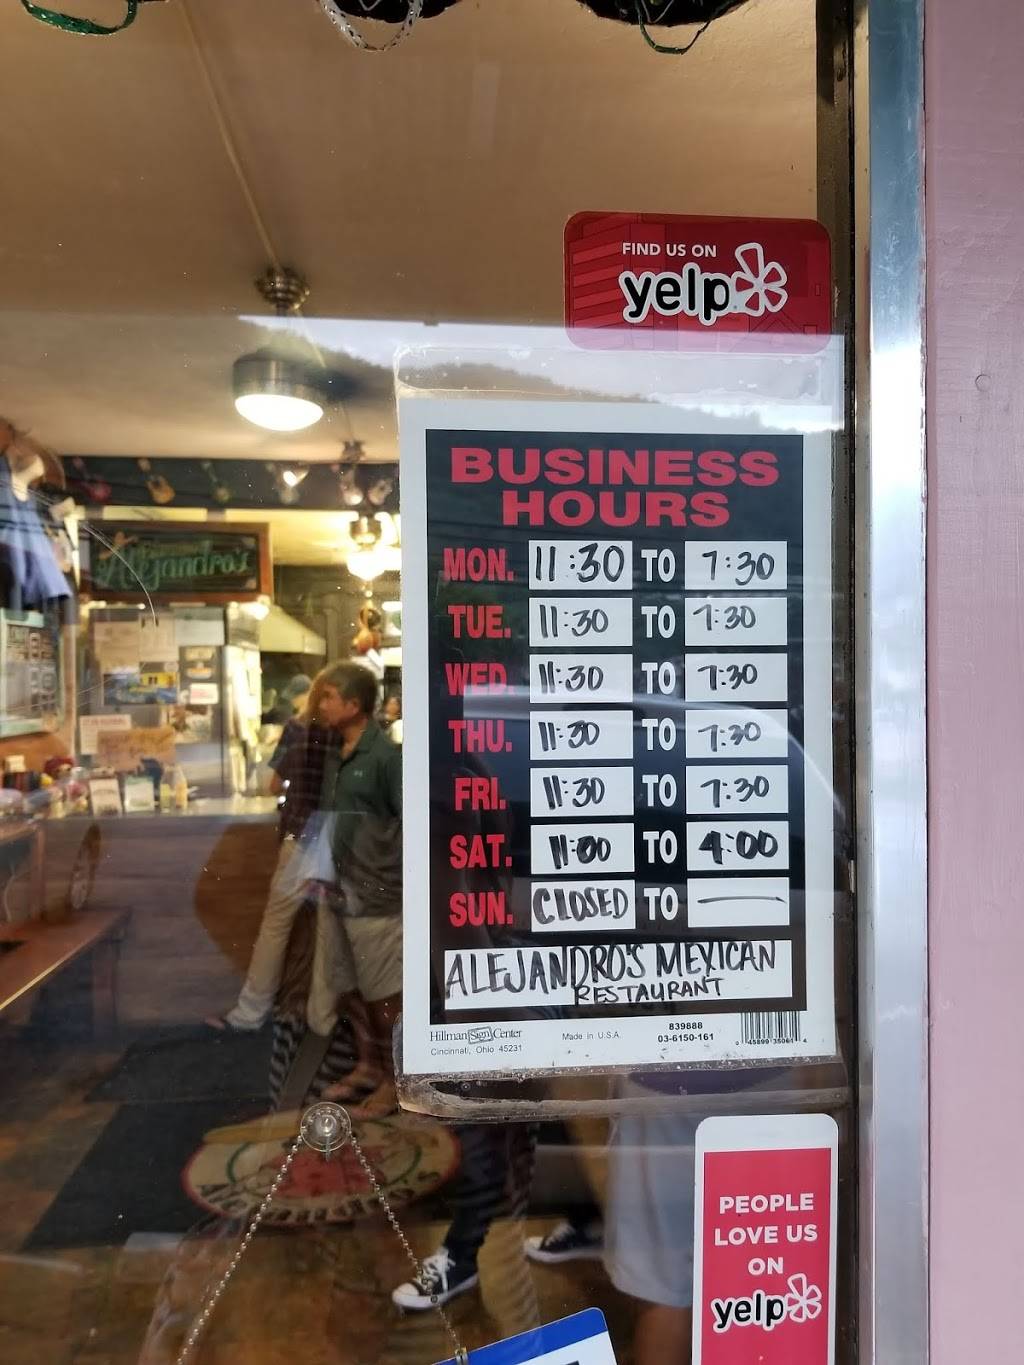 FIND US ON
yelp
BUSINESS
HOURS
MON. 11:30 TO 7:30
TUE. 11:30 TO 7:30
WED. 11:30 TO 7:30
THU. 11:30 TO 7:30
FRI. 11:30 TO 7:30
SAT. 11:00 TO 4:00
SUN. CLOSED TO
ALEJANDRO'S MEXICAN
RESTAURANT
Hillman Sign Center
Cincinnati, Ohio 45231
Made in U.S.A.
839888
03-6150-161
Alejandro's
PEOPLE
LOVE US
ON
yelp